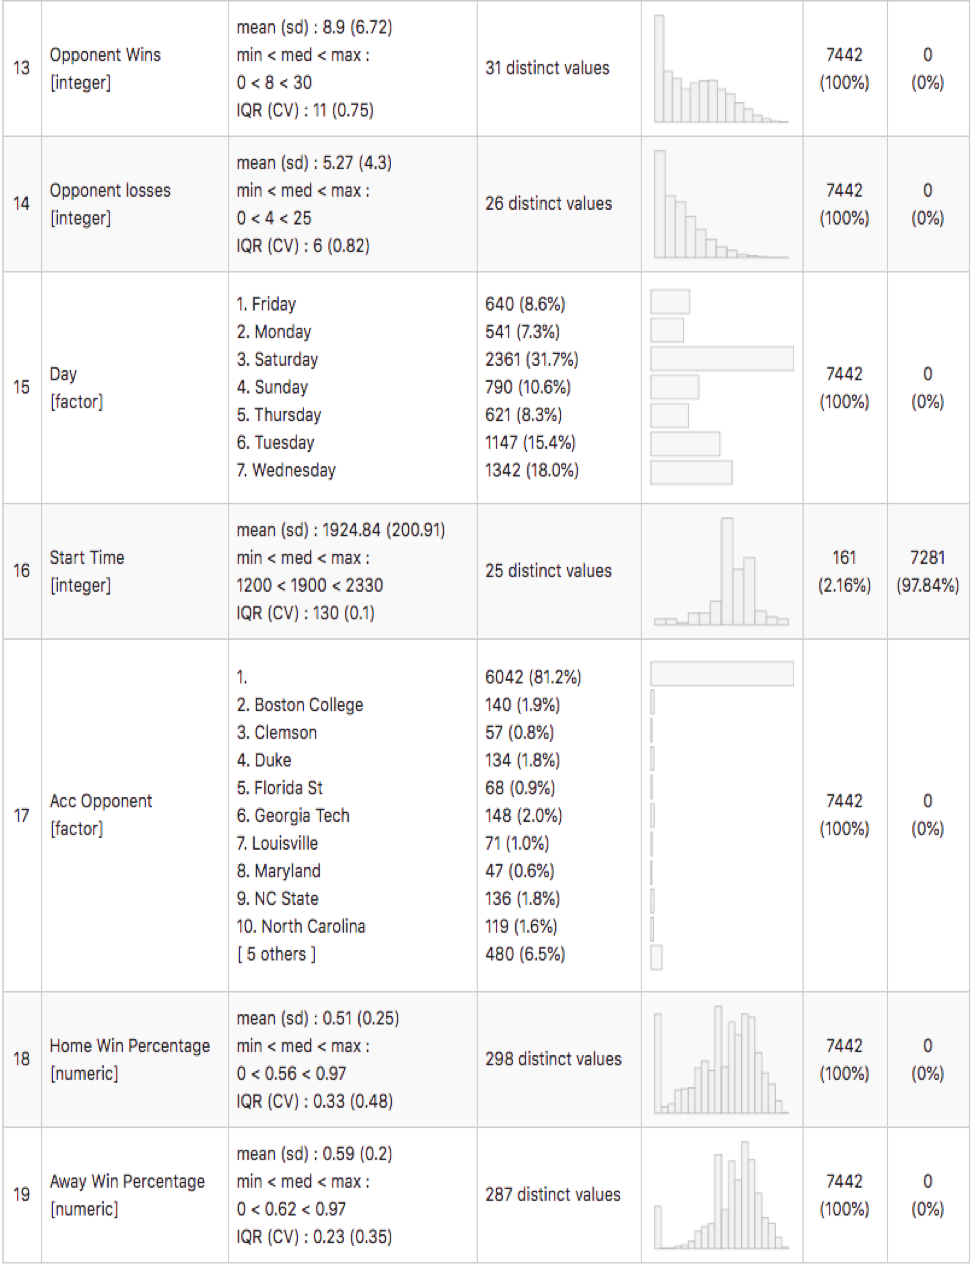 13
Opponent Wins
[integer]
mean (sd) : 8.9 (6.72)
min < med < max :
0 < 8 < 30
IQR (CV) : 11 (0.75)
31 distinct values
7442
(100%)
0
(0%)
14
Opponent losses
[integer]
mean (sd) : 5.27 (4.3)
min < med < max :
0 < 4 < 25
IQR (CV) : 6 (0.82)
26 distinct values
7442
(100%)
0
(0%)
15
Day
[factor]
1. Friday
2. Monday
3. Saturday
4. Sunday
5. Thursday
6. Tuesday
7. Wednesday
640 (8.6%)
541 (7.3%)
2361 (31.7%)
790 (10.6%)
621 (8.3%)
1147 (15.4%)
1342 (18.0%)
7442
(100%)
0
(0%)
16
Start Time
[integer]
mean (sd) : 1924.84 (200.91)
min < med < max :
1200 < 1900 < 2330
IQR (CV) : 130 (0.1)
25 distinct values
161
(2.16%)
7281
(97.84%)
17
Acc Opponent
[factor]
1.
2. Boston College
3. Clemson
4. Duke
5. Florida St
6. Georgia Tech
7. Louisville
8. Maryland
9. NC State
10. North Carolina
[ 5 others ]
6042 (81.2%)
140 (1.9%)
57 (0.8%)
134 (1.8%)
68 (0.9%)
148 (2.0%)
71 (1.0%)
47 (0.6%)
136 (1.8%)
119 (1.6%)
480 (6.5%)
7442
(100%)
0
(0%)
18
Home Win Percentage
[numeric]
mean (sd) : 0.51 (0.25)
min < med < max :
0 < 0.56 < 0.97
IQR (CV) : 0.33 (0.48)
298 distinct values
7442
(100%)
0
(0%)
19
Away Win Percentage
[numeric]
mean (sd) : 0.59 (0.2)
min < med < max :
0 < 0.62 < 0.97
IQR (CV) : 0.23 (0.35)
287 distinct values
7442
(100%)
0
(0%)